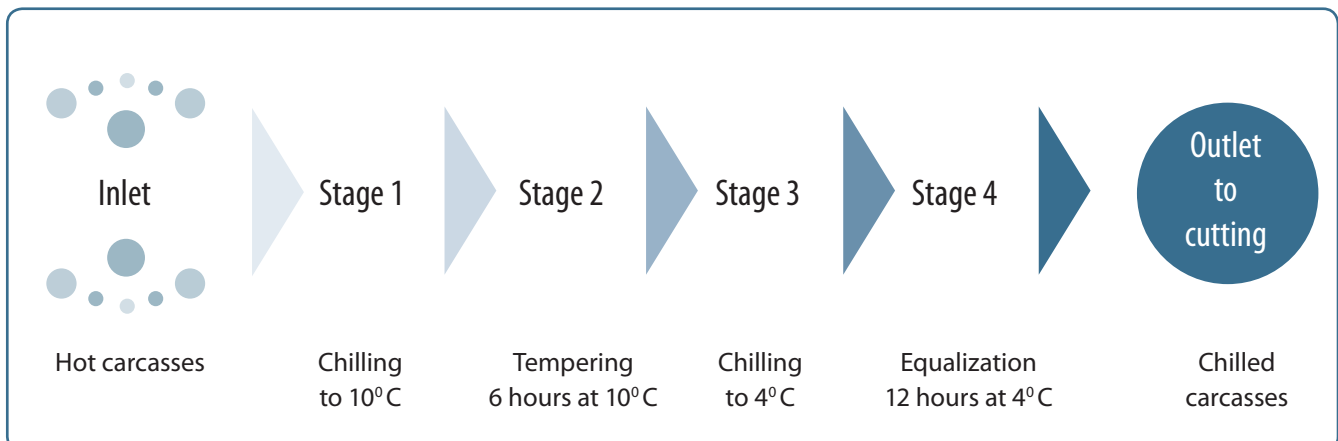 Inlet
Stage 1
Stage 2
Stage 3
Stage 4
Outlet
to
cutting
Hot carcasses
Chilling
to 10⁰ C
Tempering
6 hours at 10⁰ C
Chilling
to 4⁰ C
Equalization
12 hours at 4⁰ C
Chilled
carcasses